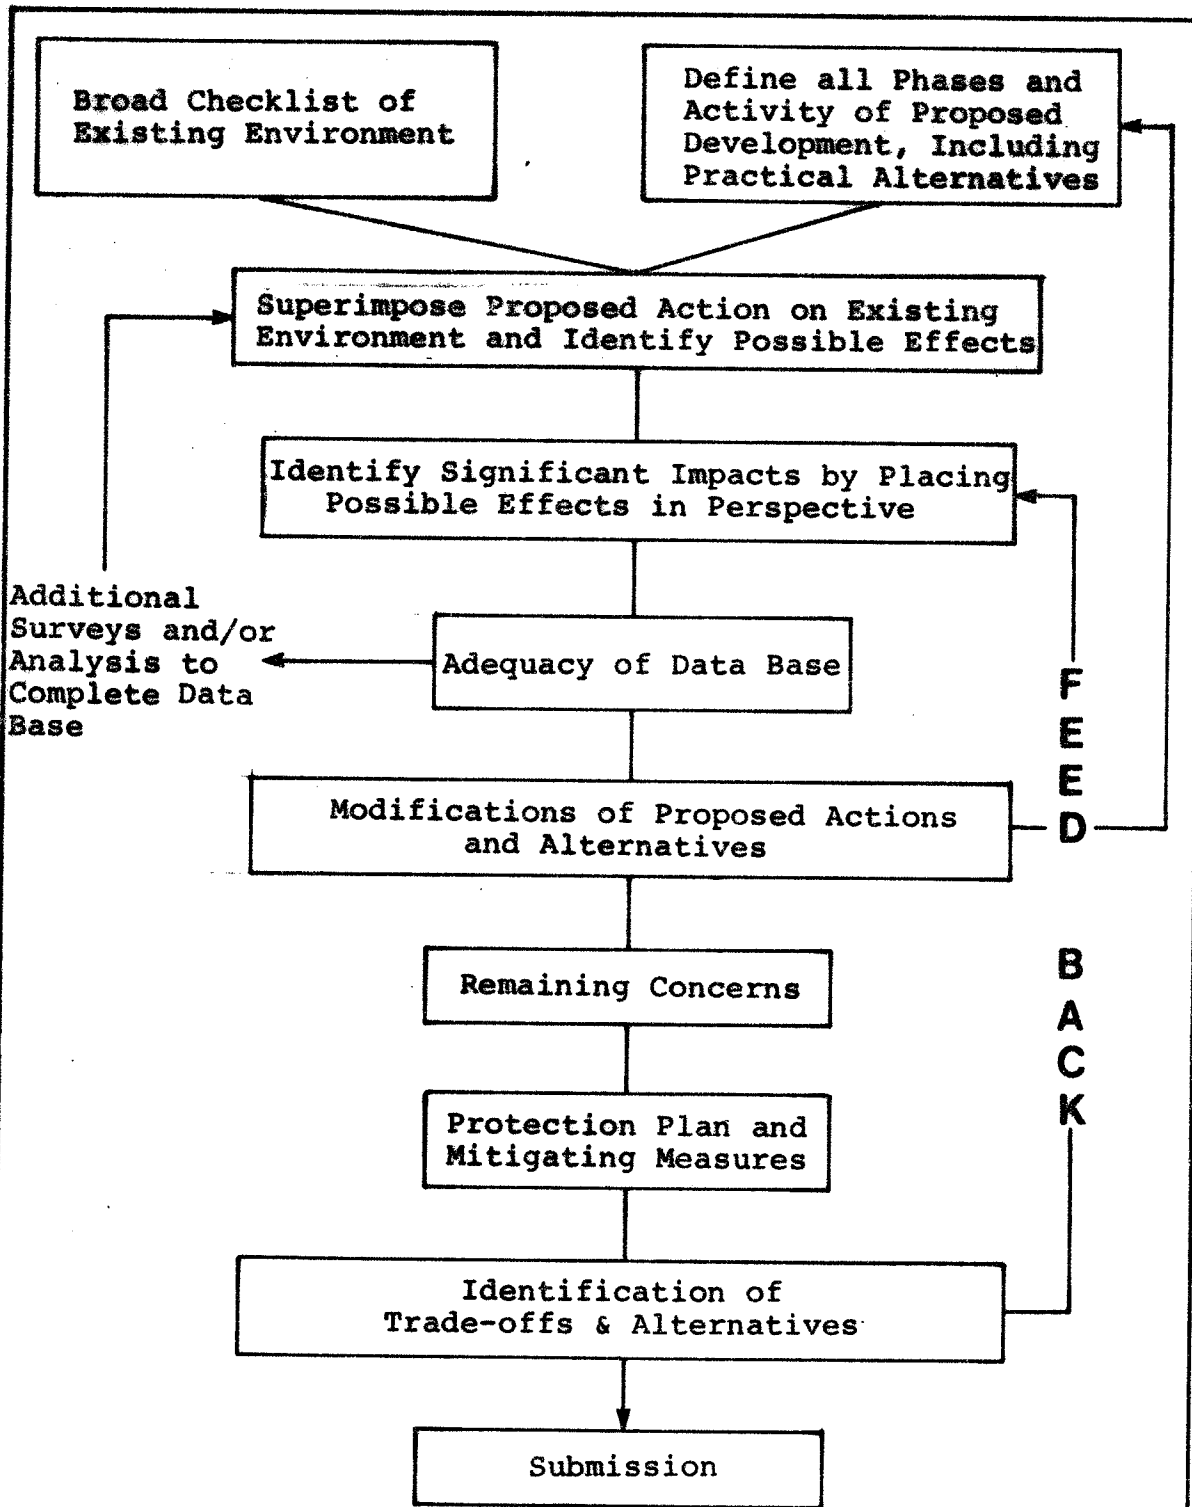 Broad Checklist of
Existing Environment
Define all Phases and
Activity of Proposed
Development, Including
Practical Alternatives
Superimpose Proposed Action on Existing
Environment and Identify Possible Effects
Identify Significant Impacts by Placing
Possible Effects in Perspective
Additional
Surveys and/or
Analysis to
Complete Data
Base
Adequacy of Data Base
Modifications of Proposed Actions
and Alternatives
FEED
BACK
Remaining Concerns
Protection Plan and
Mitigating Measures
Identification of
Trade-offs & Alternatives
Submission